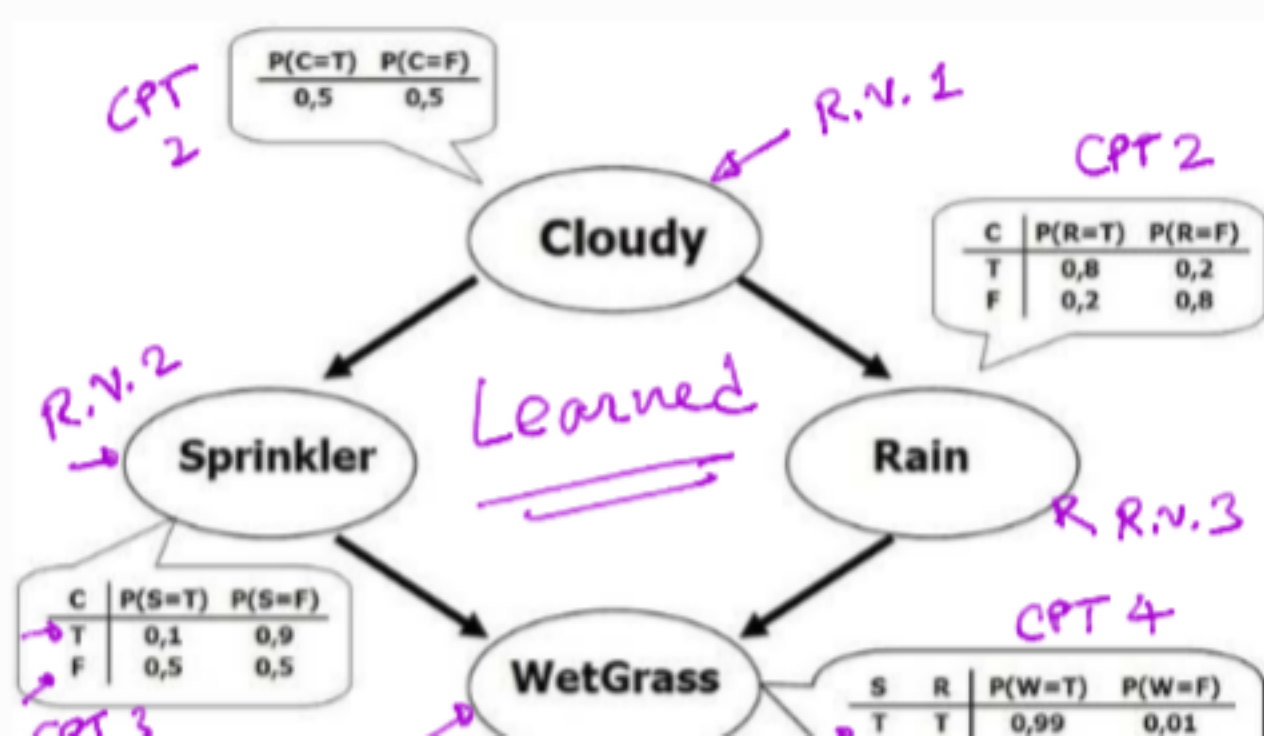 P(C=T) P(C=F)
0,5 0,5
CPT
2
R.V. 1
CPT 2
Cloudy
C P(R=T) P(R=F)
T 0,8 0,2
F 0,2 0,8
R.V. 2
Learned
Sprinkler
Rain
R R.V. 3
C P(S=T) P(S=F)
T 0,1 0,9
F 0,5 0,5
CPT 3
CPT 4
WetGrass
S R P(W=T) P(W=F)
T T 0,99 0,01